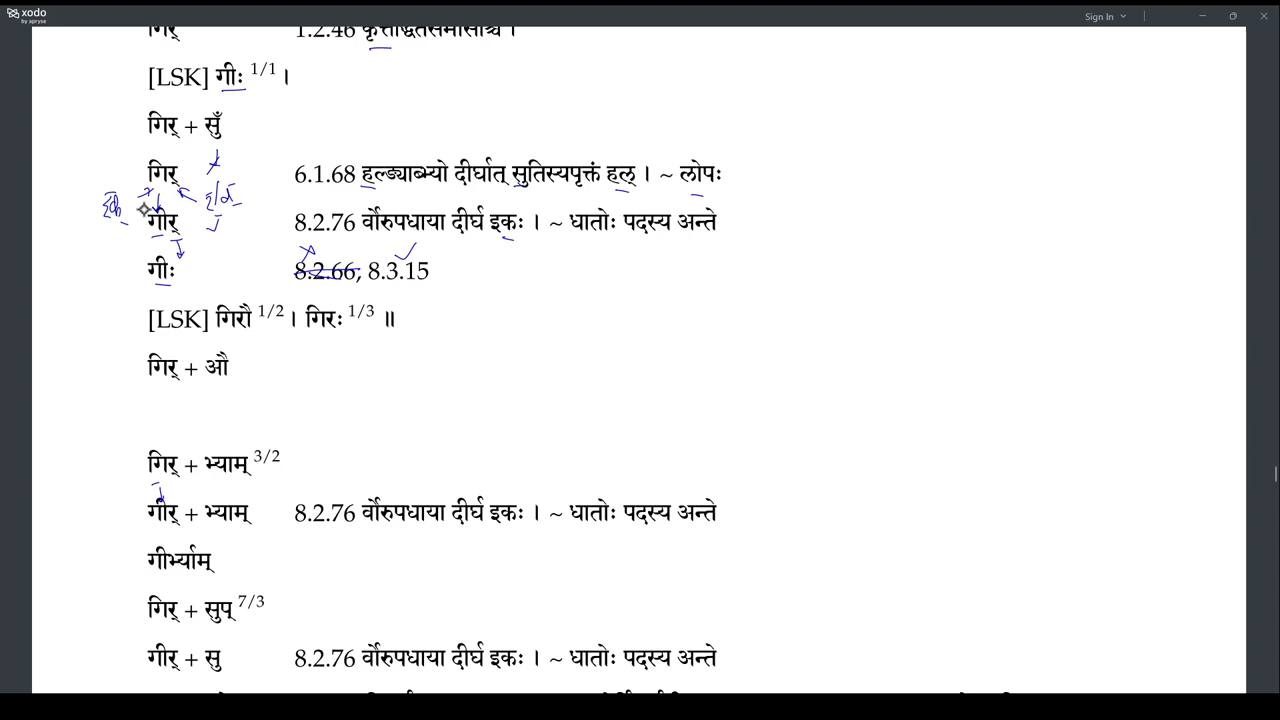 xodo
by apryse
Sign In
गिर् 1.2.46 कृत्तद्धितसमासाश्च ।
[LSK] गीः 1/1 ।
गिर् + सुँ
गिर् 6.1.68 हल्ङ्याब्भ्यो दीर्घात् सुतिस्यपृक्तं हल् । ~ लोपः
गीर् 8.2.76 र्वोरुपधाया दीर्घ इकः । ~ धातोः पदस्य अन्ते
गीः 8.2.66, 8.3.15
[LSK] गिरौ 1/2 । गिरः 1/3 ॥
गिर् + औ
गिर् + भ्याम् 3/2
गीर् + भ्याम् 8.2.76 र्वोरुपधाया दीर्घ इकः । ~ धातोः पदस्य अन्ते
गीर्भ्याम्
गिर् + सुप् 7/3
गीर् + सु 8.2.76 र्वोरुपधाया दीर्घ इकः । ~ धातोः पदस्य अन्ते